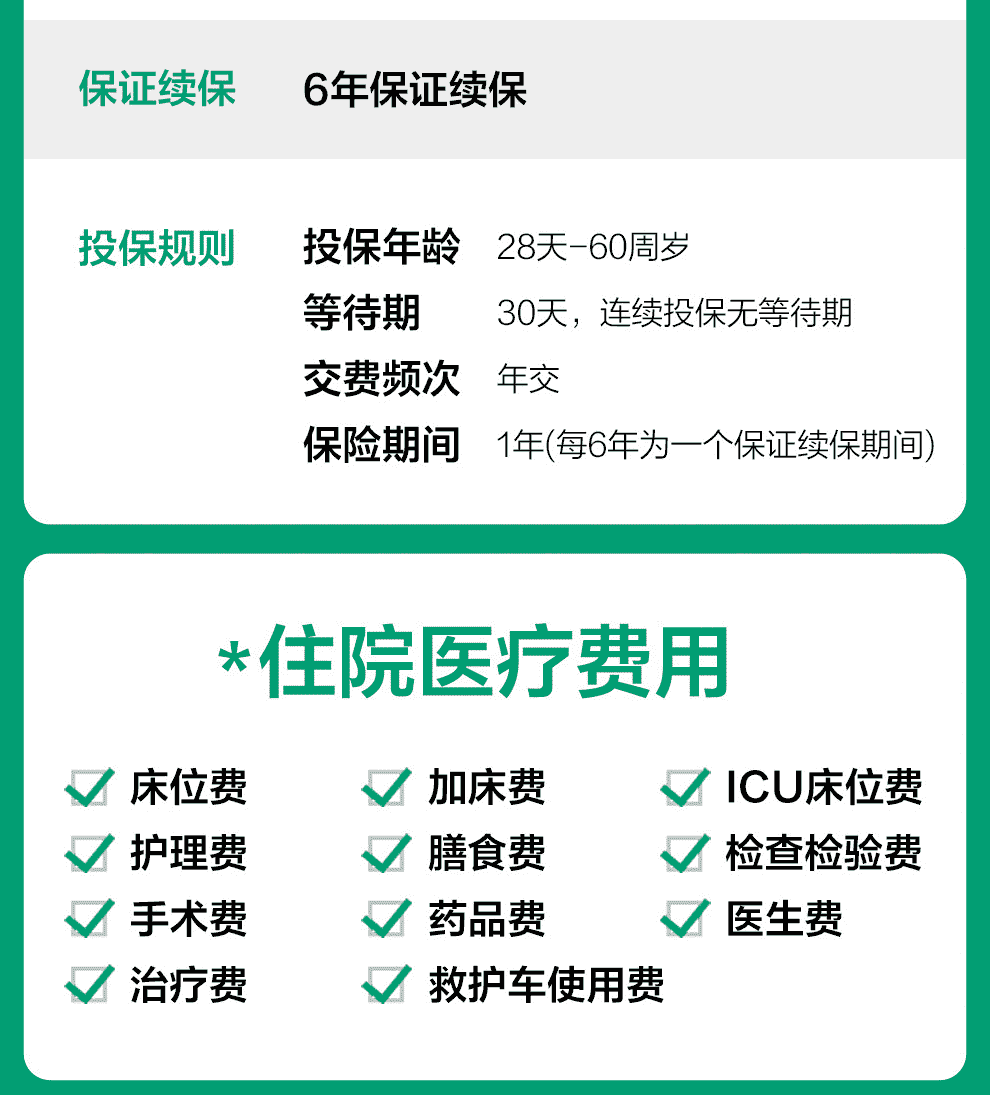 保证续保 6年保证续保
投保规则 投保年龄 28天-60周岁
等待期 30天，连续投保无等待期
交费频次 年交
保险期间 1年(每6年为一个保证续保期间)
*住院医疗费用
床位费 加床费 ICU床位费
护理费 膳食费 检查检验费
手术费 药品费 医生费
治疗费 救护车使用费